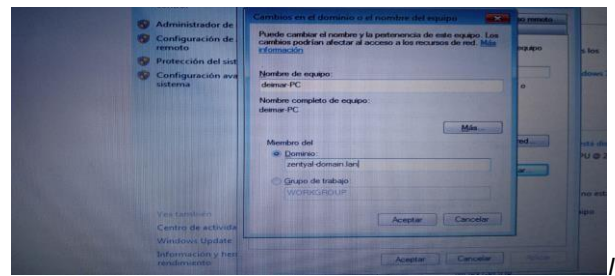 Cambios en el dominio o el nombre del equipo
Administrador de
Configuración de
remoto
Protección del sist
Configuración ava
sistema
Puede cambiar el nombre y la pertenencia de este equipo. Los
cambios podrían afectar al acceso a los recursos de red. Más
información
Nombre de equipo:
deimar-PC
Nombre completo de equipo:
deimar-PC
Más...
Miembro del
Dominio:
zentyal-domain.lan
Grupo de trabajo:
WORKGROUP
Aceptar
Cancelar
Vea también
Centro de activida
Windows Update
Información y her
rendimiento
Aceptar
Cancelar